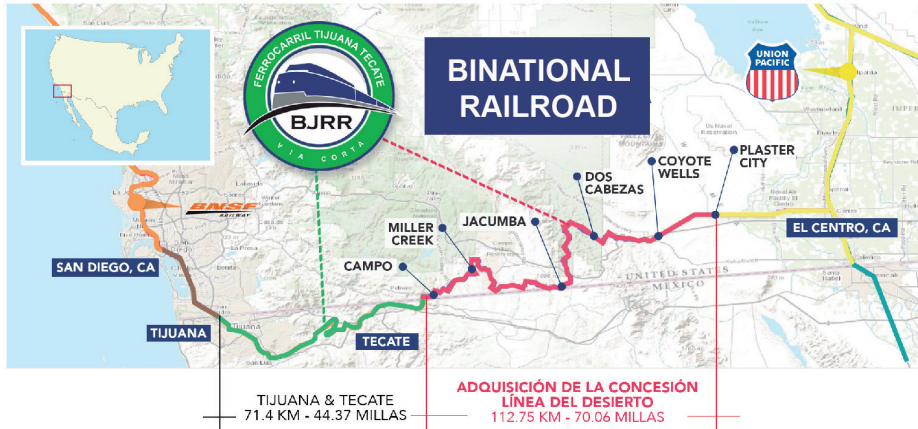 FERROCARRIL TIJUANA TECATE
BJRR
VIA CORTA
BINATIONAL
RAILROAD
UNION
PACIFIC
BNSF
RAILWAY
PLASTER
CITY
COYOTE
WELLS
DOS
CABEZAS
JACUMBA
MILLER
CREEK
CAMPO
EL CENTRO, CA
SAN DIEGO, CA
TIJUANA
TECATE
UNITED STATES
MÉXICO
Tijuana
TIJUANA & TECATE
71.4 KM - 44.37 MILLAS
ADQUISICIÓN DE LA CONCESIÓN
LÍNEA DEL DESIERTO
112.75 KM - 70.06 MILLAS